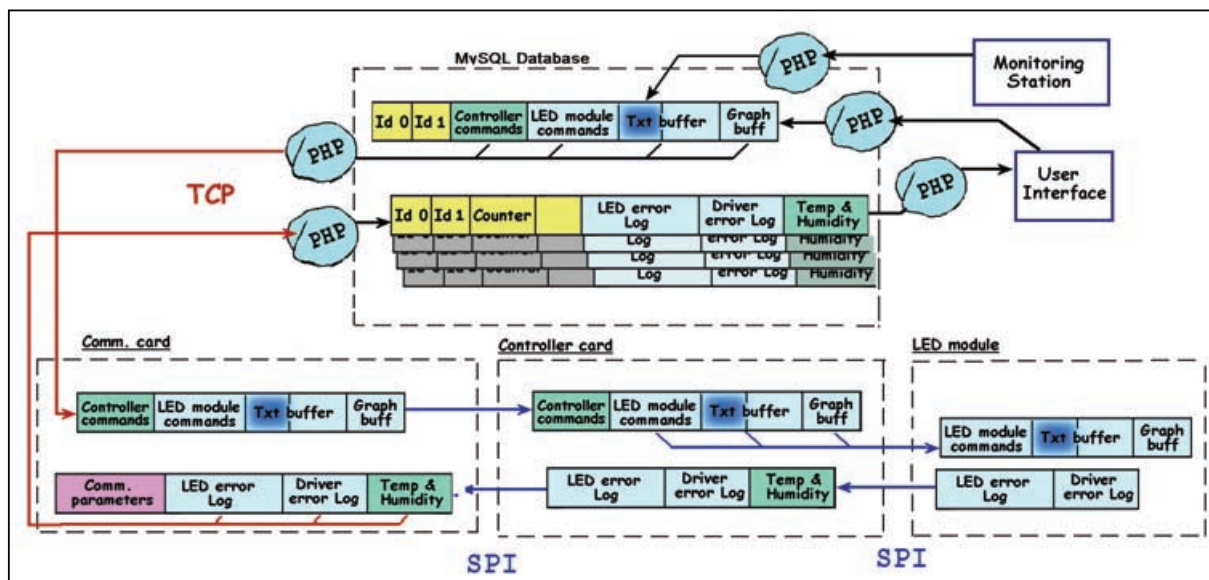 MySQL Database
PHP
Monitoring
Station
Id 0 Id 1 Controller
commands LED module
commands Txt buffer Graph
buff
PHP
PHP
User
Interface
PHP
TCP
PHP
Id 0 Id 1 Counter LED error
Log Driver
error Log Temp &
Humidity
Log error Log Humidity
Log error Log Humidity
Counter Log error Log Humidity
Comm. card
Controller card
LED module
Controller
commands LED module
commands Txt buffer Graph
buff
Controller
commands LED module
commands Txt buffer Graph
buff
LED module
commands Txt buffer Graph
buff
Comm.
parameters LED error
Log Driver
error Log Temp &
Humidity
LED error
Log Driver
error Log Temp &
Humidity
LED error
Log Driver
error Log
SPI
SPI